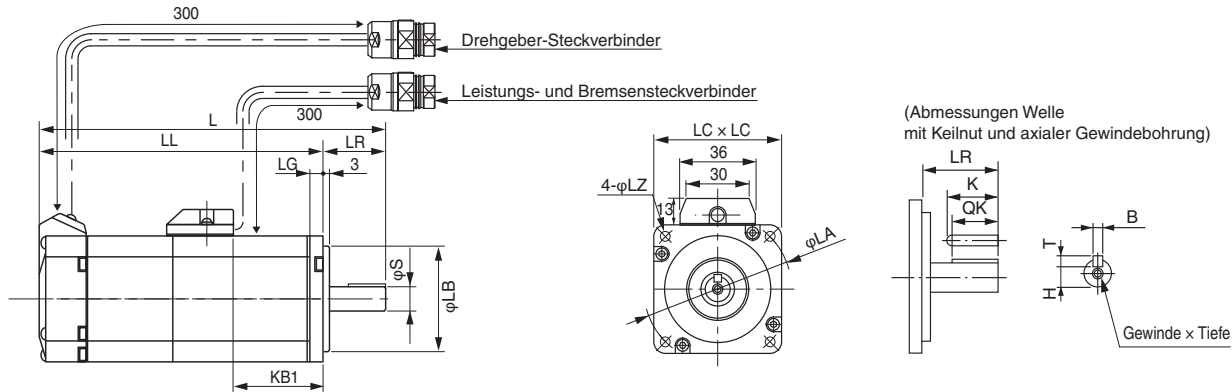 300
Drehgeber-Steckverbinder
Leistungs- und Bremsensteckverbinder
300
L
LL
LR
LG
3
φS
φLB
KB1
LC × LC
36
30
4-φLZ
13
φLA
(Abmessungen Welle
mit Keilnut und axialer Gewindebohrung)
LR
K
QK
B
T
H
Gewinde × Tiefe